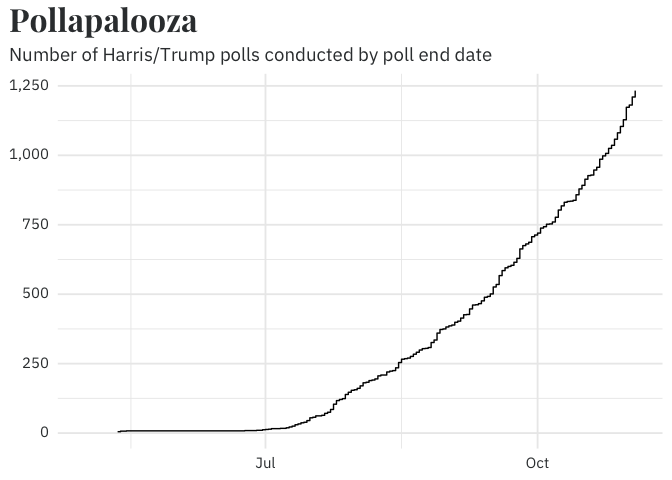 Pollapalooza
Number of Harris/Trump polls conducted by poll end date
1,250
1,000
750
500
250
0
Jul
Oct